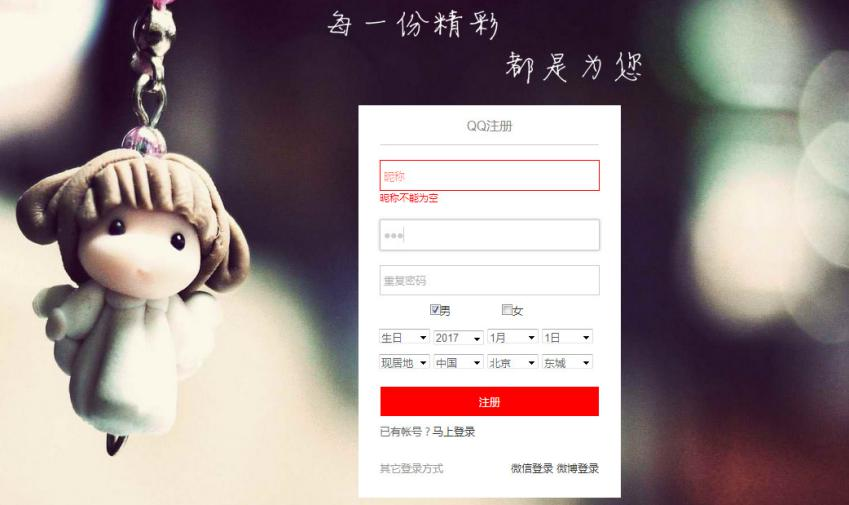 每一份精彩
都是为您
QQ注册
昵称
昵称不能为空
●●●
重复密码
男 女
生日 2017 1月 1日
现居地 中国 北京 东城
注册
已有帐号？马上登录
其它登录方式 微信登录 微博登录